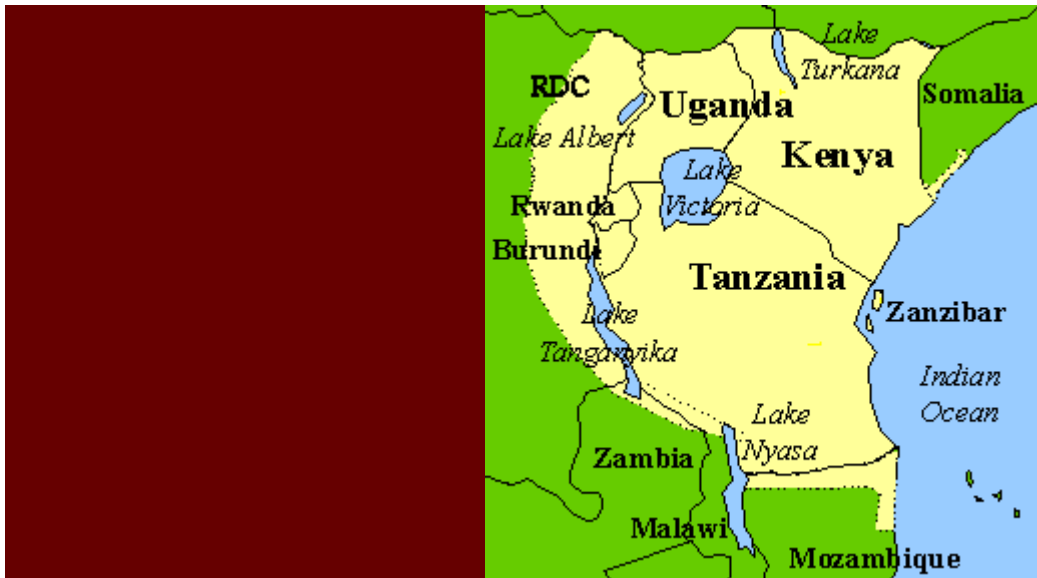 Lake
Turkana
RDC
Uganda
Somalia
Lake Albert
Kenya
Lake
Victoria
Rwanda
Burundi
Tanzania
Zanzibar
Lake
Tanganyika
Indian
Ocean
Lake
Nyasa
Zambia
Malawi
Mozambique